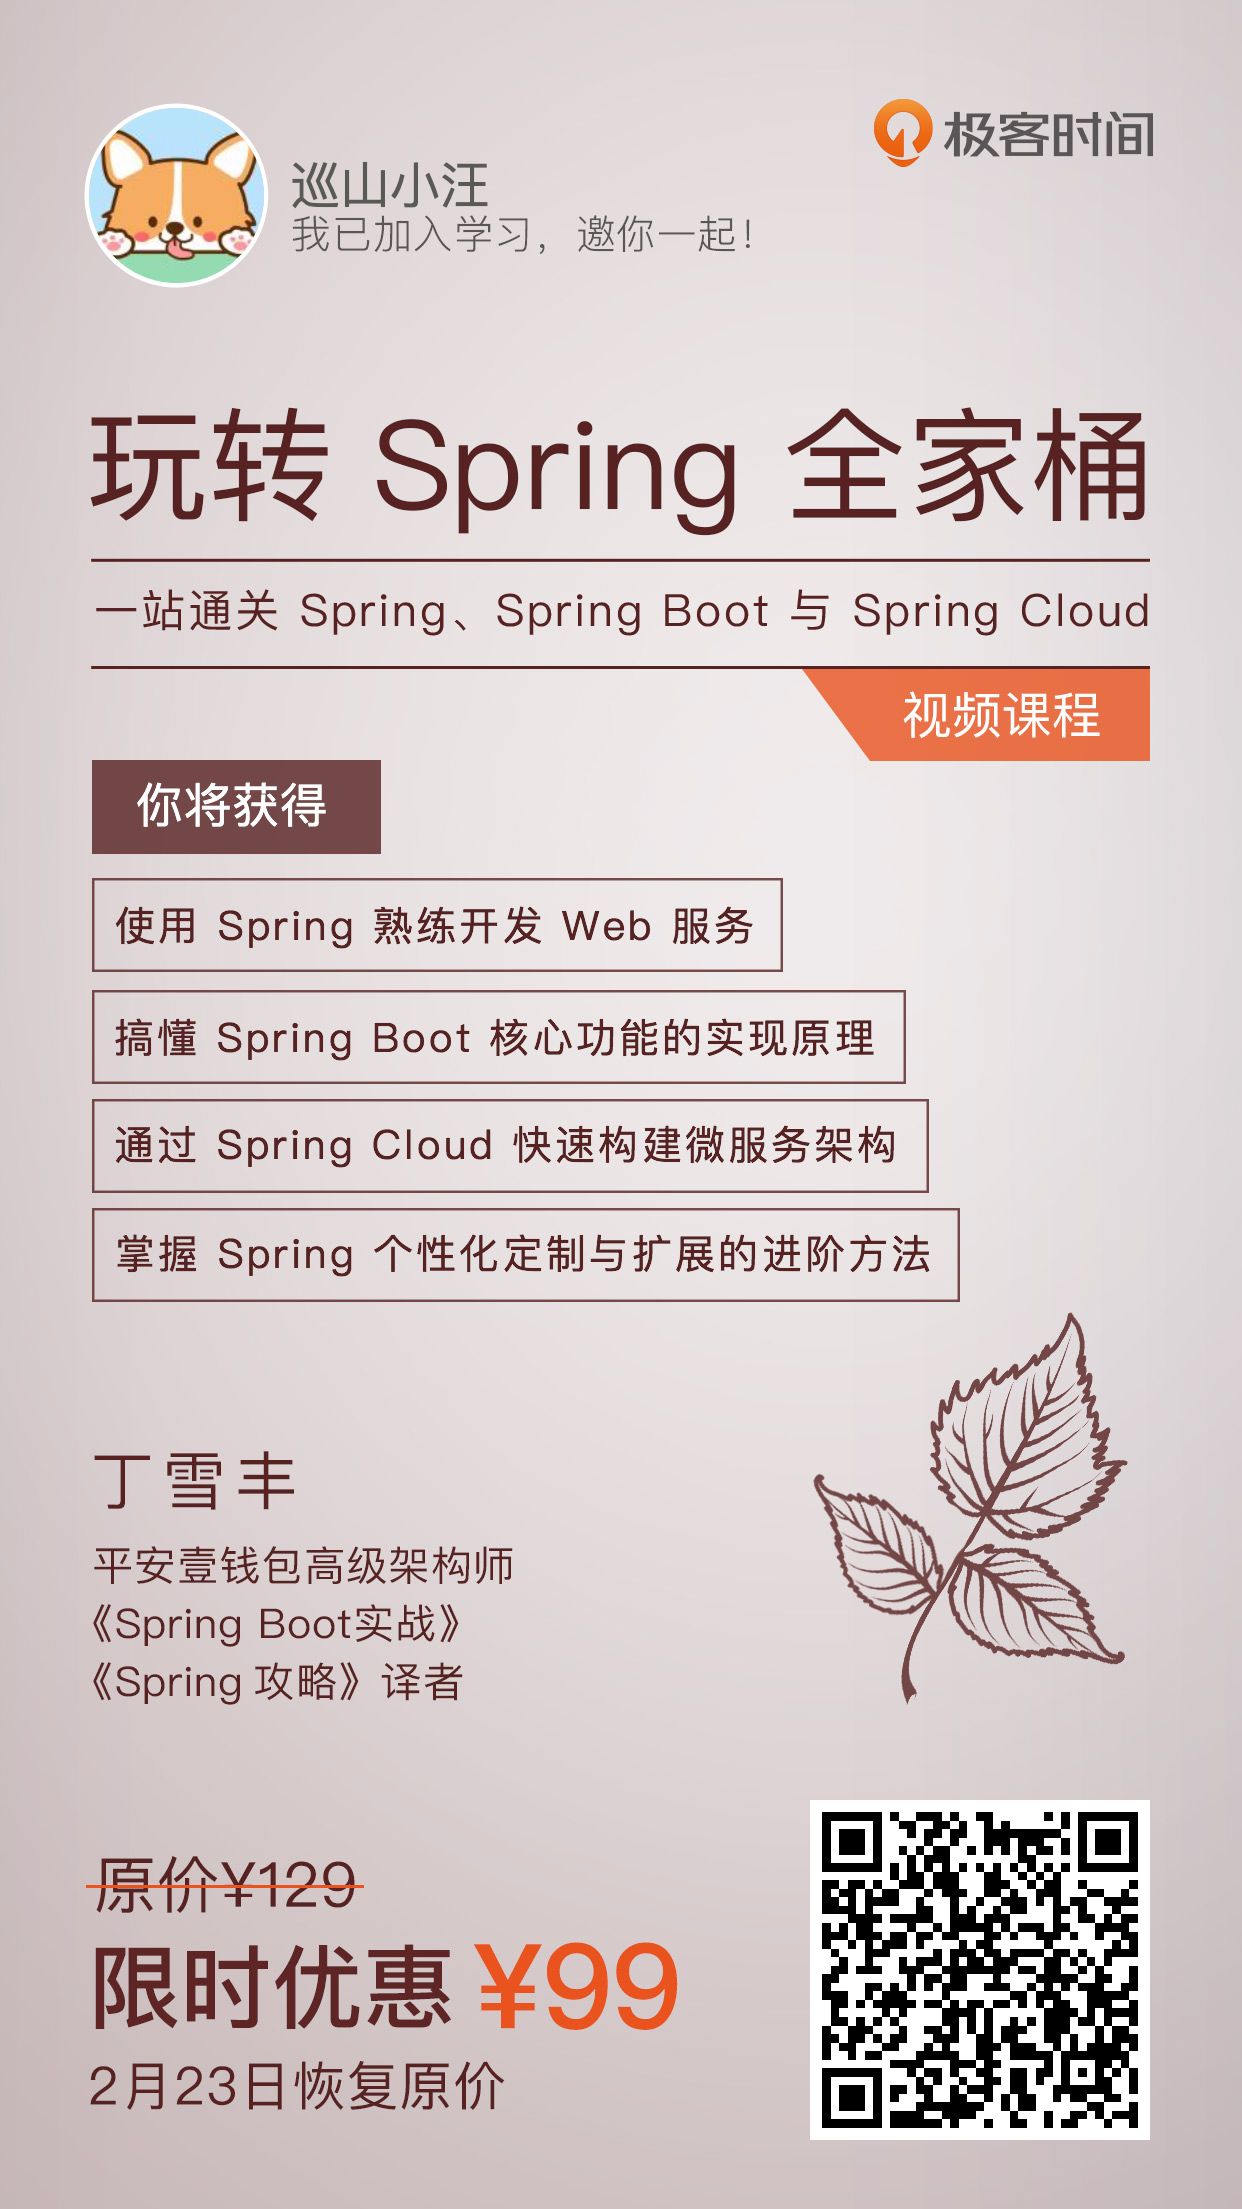 极客时间
巡山小汪
我已加入学习，邀你一起！
玩转 Spring 全家桶
一站通关 Spring、Spring Boot 与 Spring Cloud
视频课程
你将获得
使用 Spring 熟练开发 Web 服务
搞懂 Spring Boot 核心功能的实现原理
通过 Spring Cloud 快速构建微服务架构
掌握 Spring 个性化定制与扩展的进阶方法
丁雪丰
平安壹钱包高级架构师
《Spring Boot实战》
《Spring 攻略》译者
原价¥129
限时优惠 ¥99
2月23日恢复原价